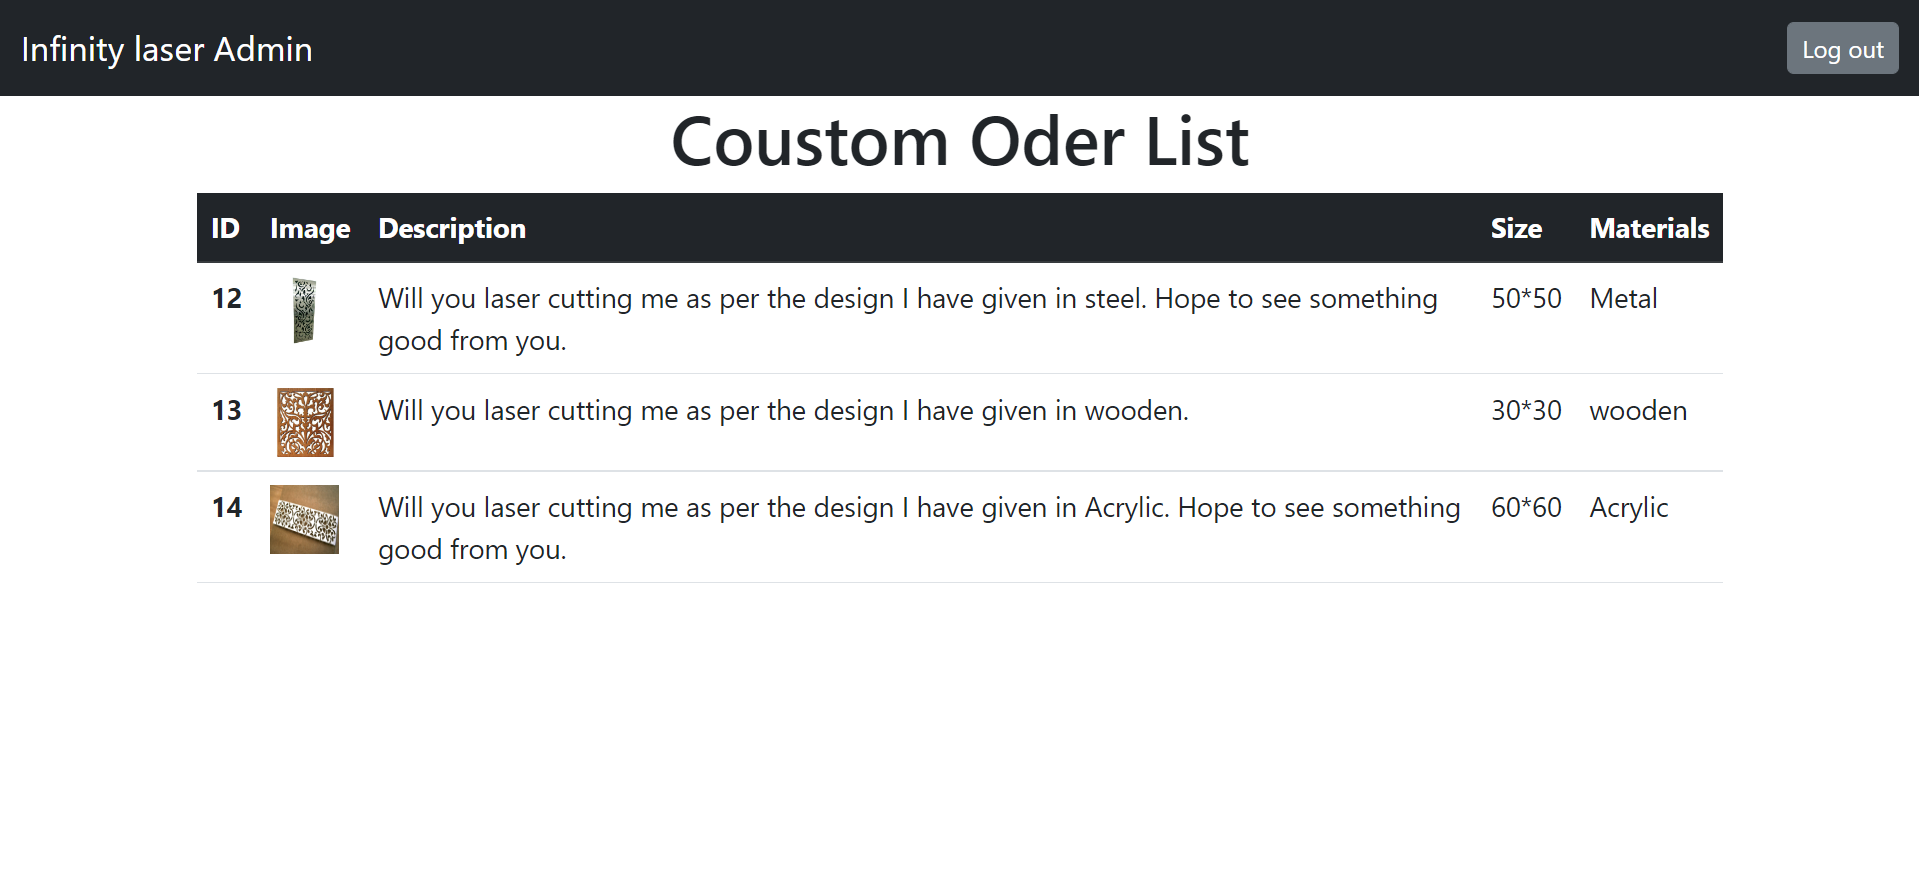 Infinity laser Admin
Log out
Coustom Oder List
ID Image Description Size Materials
12 Will you laser cutting me as per the design I have given in steel. Hope to see something 50*50 Metal
good from you.
13 Will you laser cutting me as per the design I have given in wooden. 30*30 wooden
14 Will you laser cutting me as per the design I have given in Acrylic. Hope to see something 60*60 Acrylic
good from you.